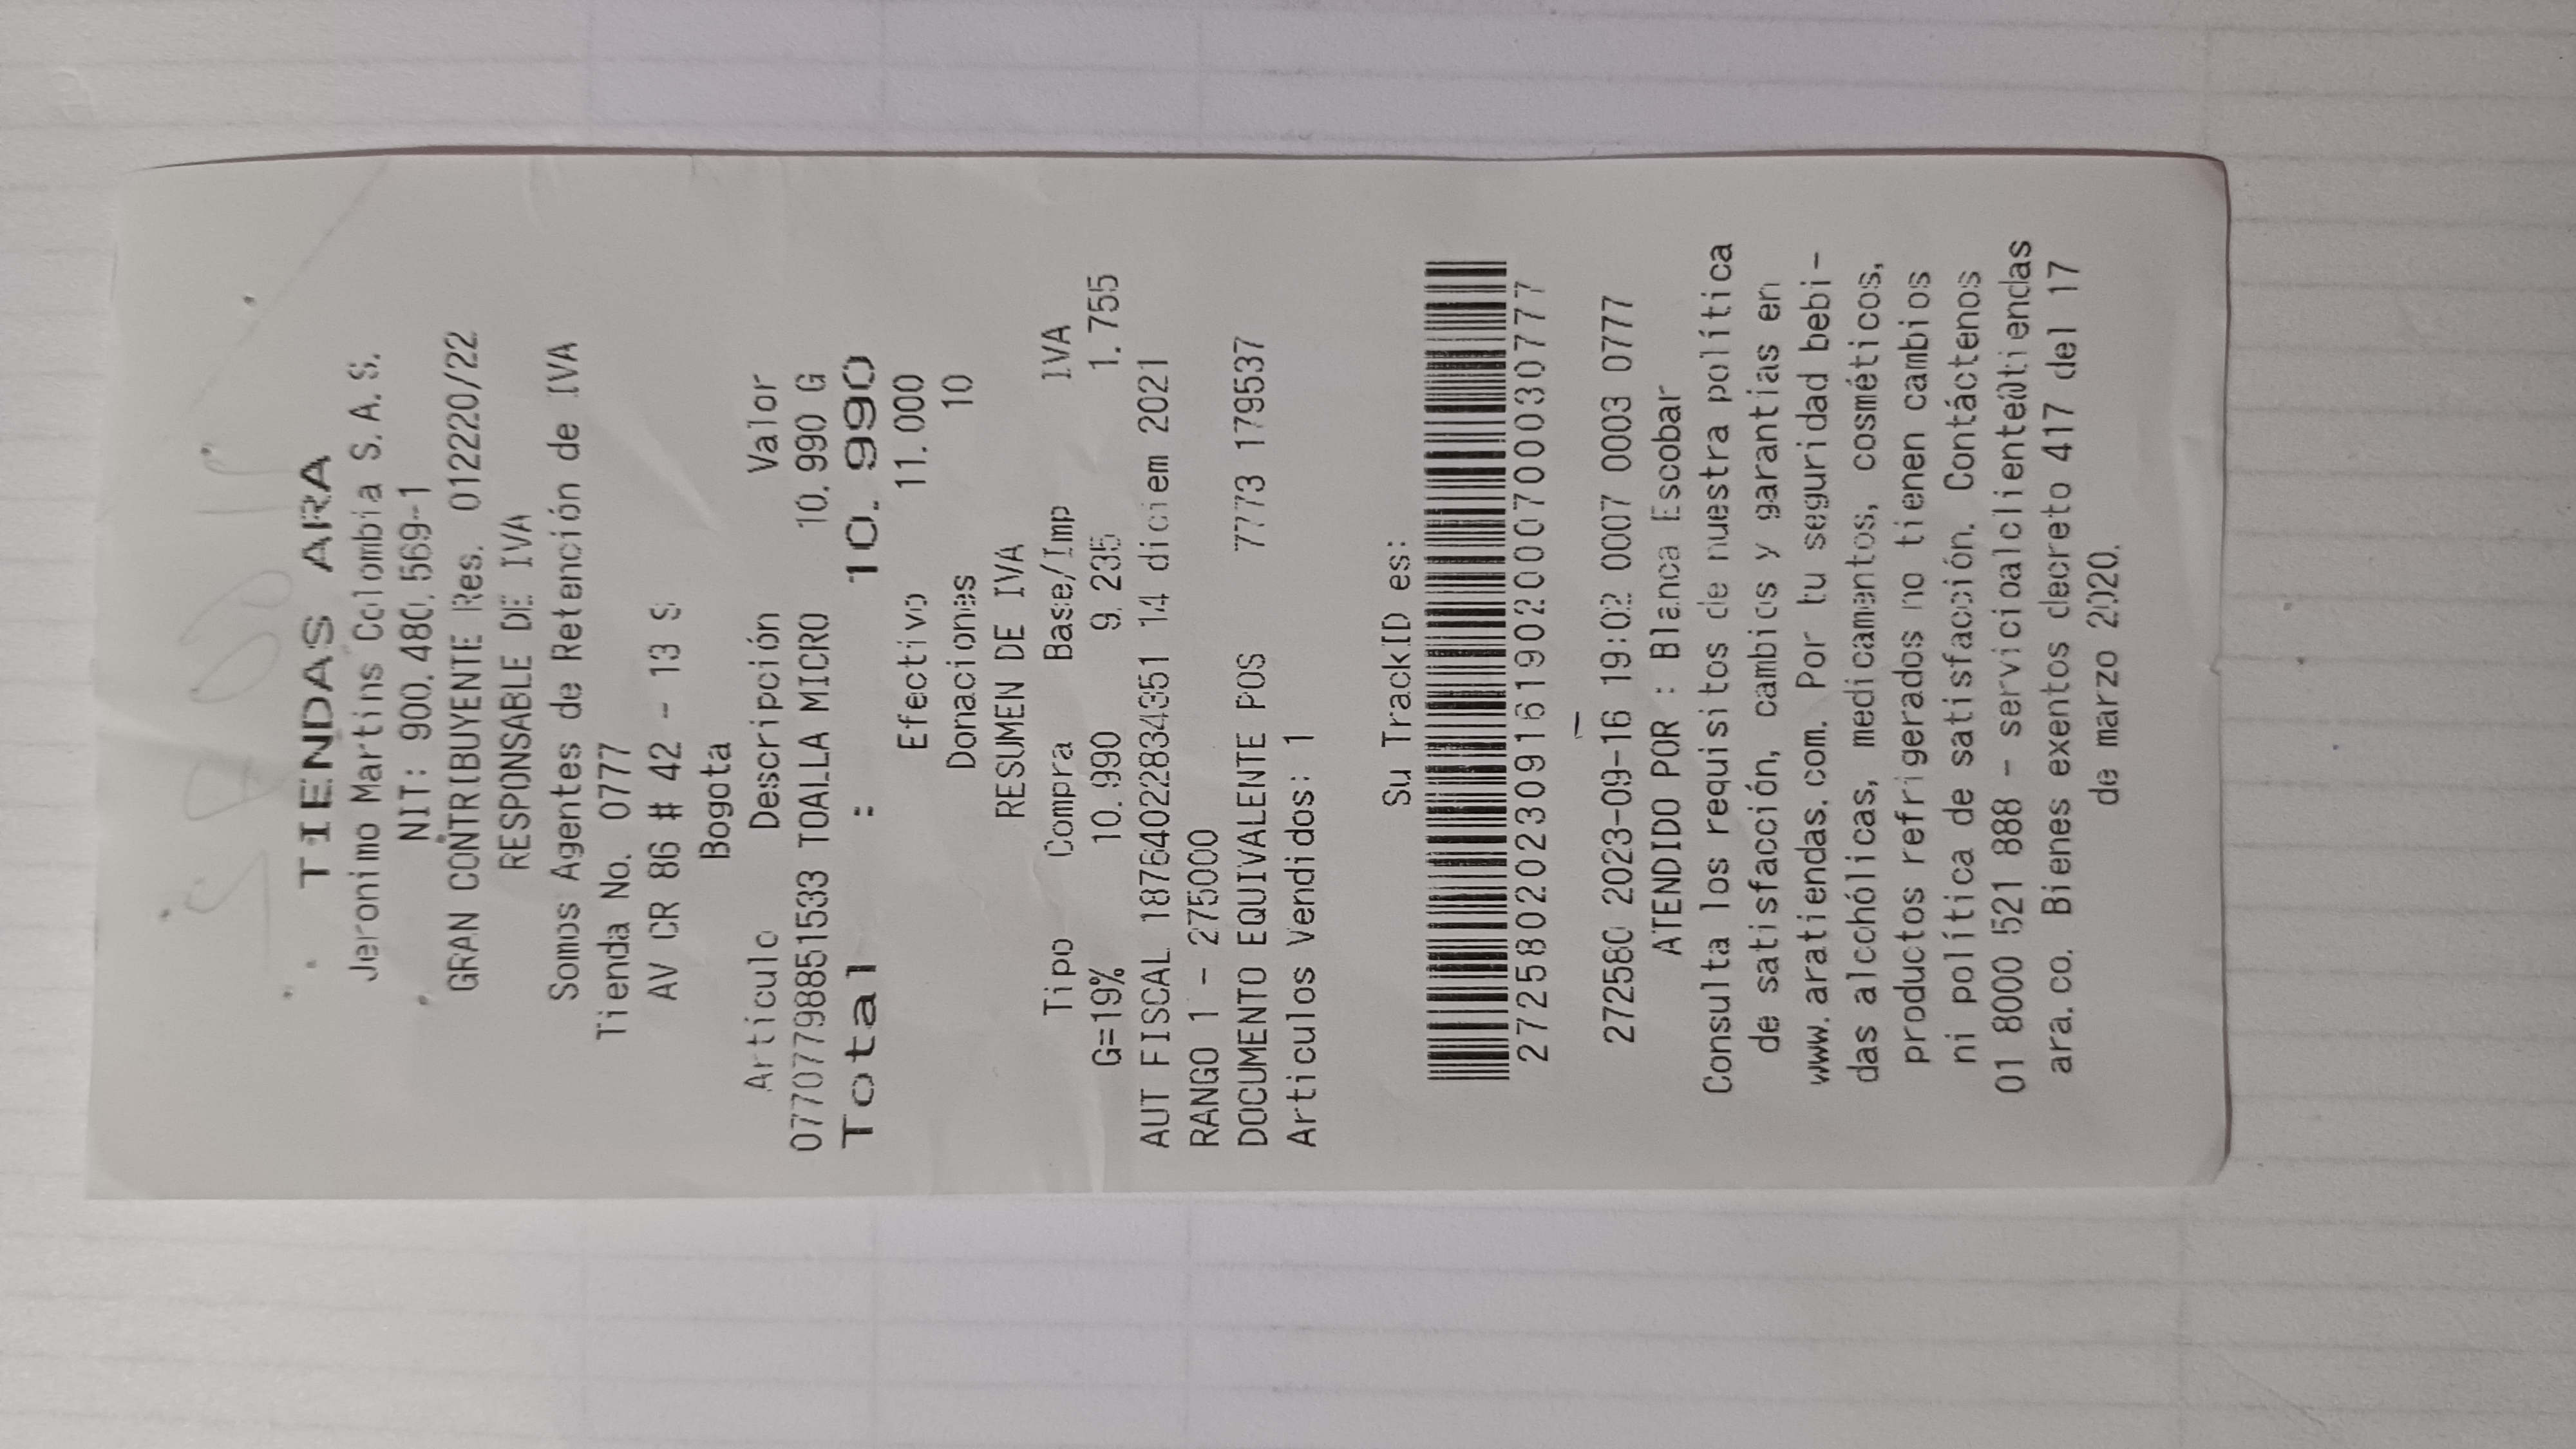 TIENDAS ARA
Jeronimo Martins Colombia S.A.S.
NIT: 900.480.569-1
GRAN CONTRIBUYENTE Res. 012220/22
RESPONSABLE DE IVA
Somos Agentes de Retención de IVA
Tienda No. 0777
AV CR 86 # 42 - 13 S
Bogota
Artículo Descripción Valor
07707798851533 TOALLA MICRO 10.990 G
Total : 10.990
Efectivo 11.000
Donaciones 10
RESUMEN DE IVA
Tipo Compra Base/Imp IVA
G=19% 10.990 9.235 1.755
AUT FISCAL 18764022834351 14 diciem 2021
RANGO 1 - 275000
DOCUMENTO EQUIVALENTE POS 7773 179537
Articulos Vendidos: 1
Su TrackID es:
272580202309161902000700030777
272580 2023-09-16 19:02 0007 0003 0777
ATENDIDO POR : Blanca Escobar
Consulta los requisitos de nuestra política
de satisfacción, cambios y garantías en
www.aratiendas.com. Por tu seguridad bebi-
das alcohólicas, medicamentos, cosméticos,
productos refrigerados no tienen cambios
ni política de satisfacción. Contáctenos
01 8000 521 888 - servicioalcliente@tiendas
ara.co. Bienes exentos decreto 417 del 17
de marzo 2020.